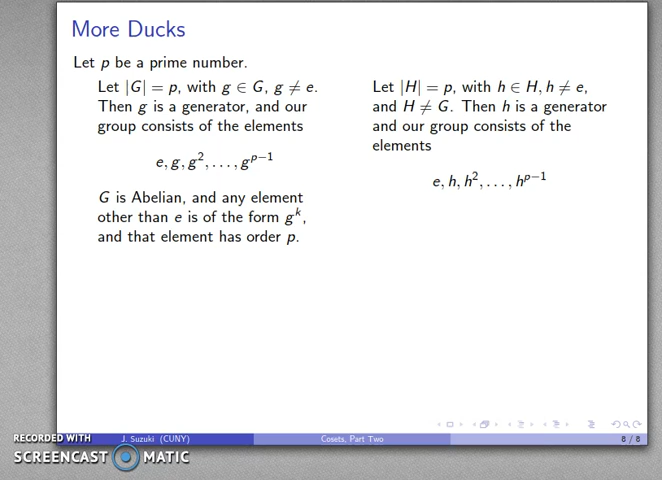 More Ducks
Let p be a prime number.
Let |G| = p, with g ∈ G, g ≠ e.
Then g is a generator, and our
group consists of the elements
e, g, g², . . . , gᵖ⁻¹
G is Abelian, and any element
other than e is of the form gᵏ,
and that element has order p.
Let |H| = p, with h ∈ H, h ≠ e,
and H ≠ G. Then h is a generator
and our group consists of the
elements
e, h, h², . . . , hᵖ⁻¹
J. Suzuki (CUNY)
Cosets, Part Two
8 / 8
RECORDED WITH
SCREENCAST MATIC